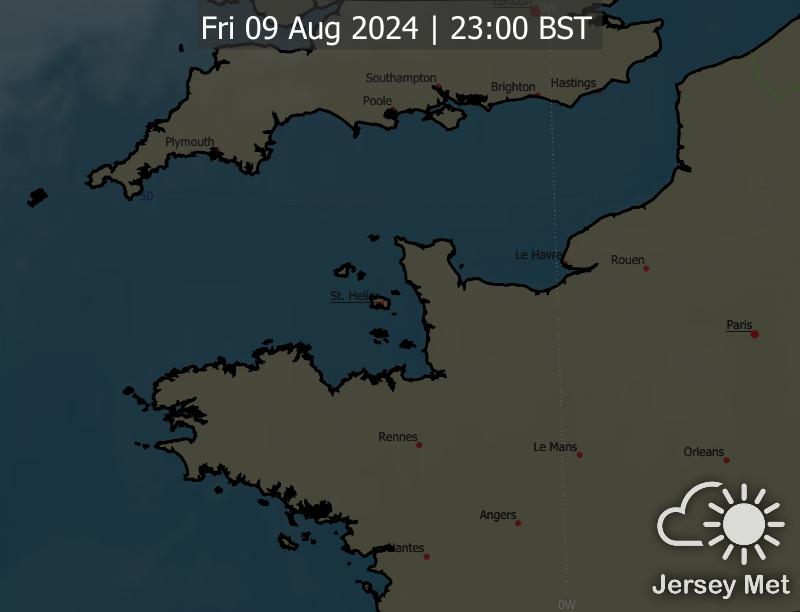 London
0W
Fri 09 Aug 2024 | 23:00 BST
Southampton
Brighton
Hastings
Poole
Plymouth
50
Le Havre
Rouen
St. Helier
Paris
Rennes
Le Mans
Orleans
Angers
Nantes
Jersey Met
0W